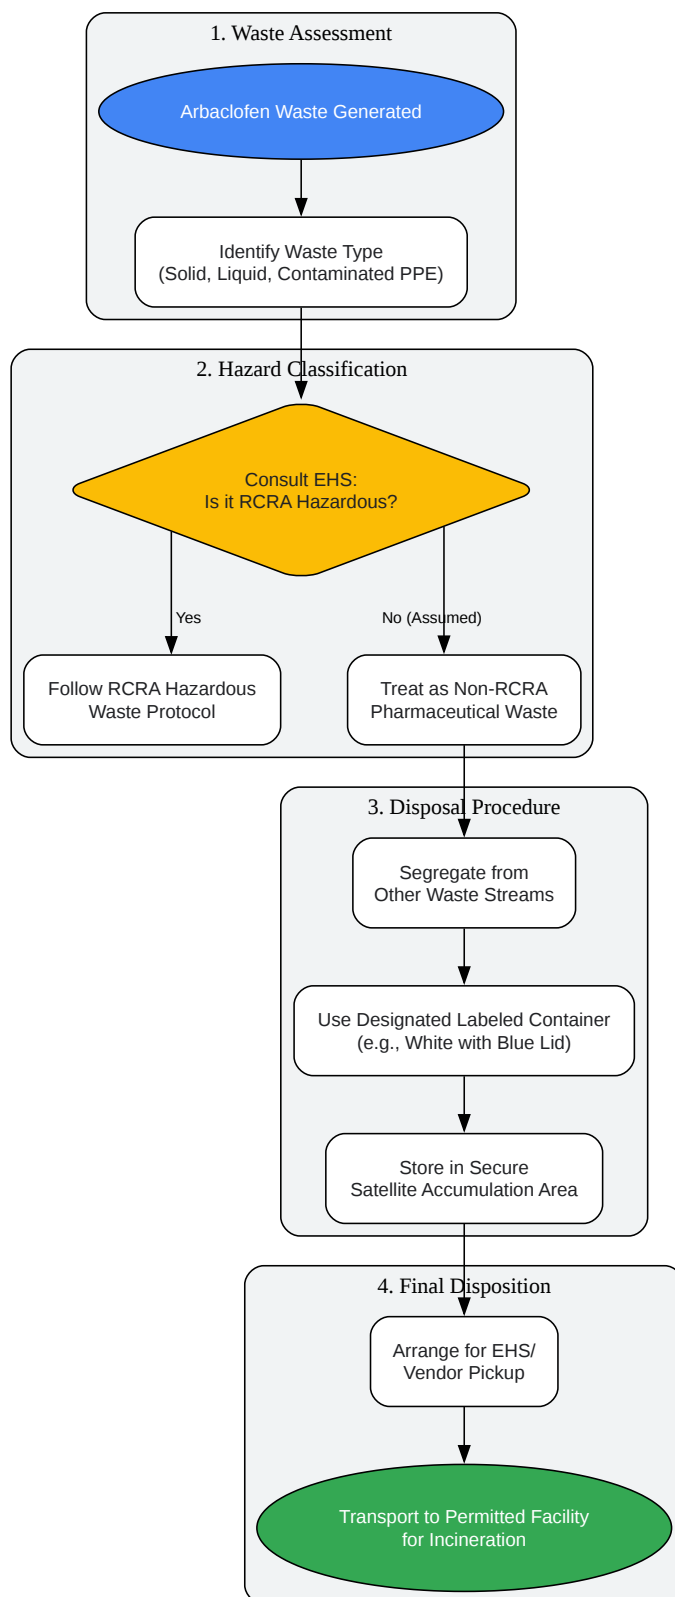 1. Waste Assessment
Arbaclofen Waste Generated
Identify Waste Type
(Solid, Liquid, Contaminated PPE)
2. Hazard Classification
Consult EHS:
Is it RCRA Hazardous?
Yes
No (Assumed)
Follow RCRA Hazardous
Waste Protocol
Treat as Non-RCRA
Pharmaceutical Waste
3. Disposal Procedure
Segregate from
Other Waste Streams
Use Designated Labeled Container
(e.g., White with Blue Lid)
Store in Secure
Satellite Accumulation Area
4. Final Disposition
Arrange for EHS/
Vendor Pickup
Transport to Permitted Facility
for Incineration